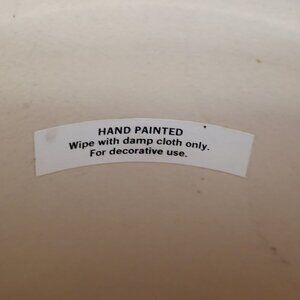 HAND PAINTED
Wipe with damp cloth only.
For decorative use.